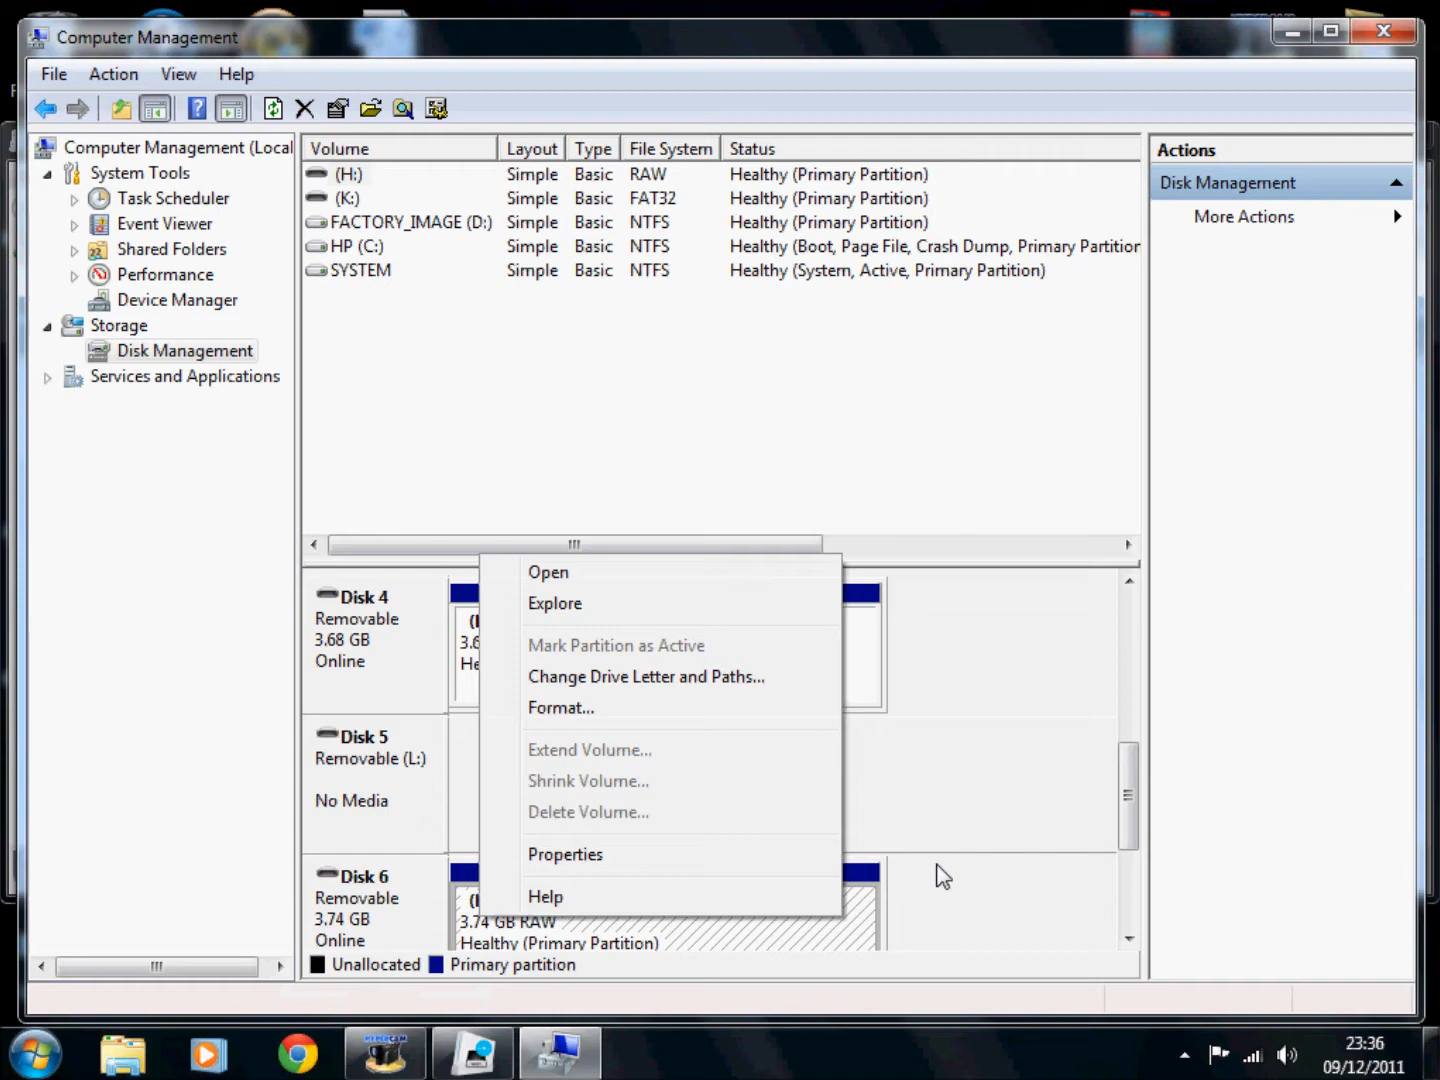 Computer Management
File Action View Help
Computer Management (Local
System Tools
Task Scheduler
Event Viewer
Shared Folders
Performance
Device Manager
Storage
Disk Management
Services and Applications
Volume Layout Type File System Status
(H:) Simple Basic RAW Healthy (Primary Partition)
(K:) Simple Basic FAT32 Healthy (Primary Partition)
FACTORY_IMAGE (D:) Simple Basic NTFS Healthy (Primary Partition)
HP (C:) Simple Basic NTFS Healthy (Boot, Page File, Crash Dump, Primary Partition
SYSTEM Simple Basic NTFS Healthy (System, Active, Primary Partition)
Actions
Disk Management
More Actions
Disk 4
Removable
3.68 GB
Online
Disk 5
Removable (L:)
No Media
Disk 6
Removable
3.74 GB
Online
Open
Explore
Mark Partition as Active
Change Drive Letter and Paths...
Format...
Extend Volume...
Shrink Volume...
Delete Volume...
Properties
Help
3.74 GB RAW
Healthy (Primary Partition)
Unallocated Primary partition
23:36
09/12/2011